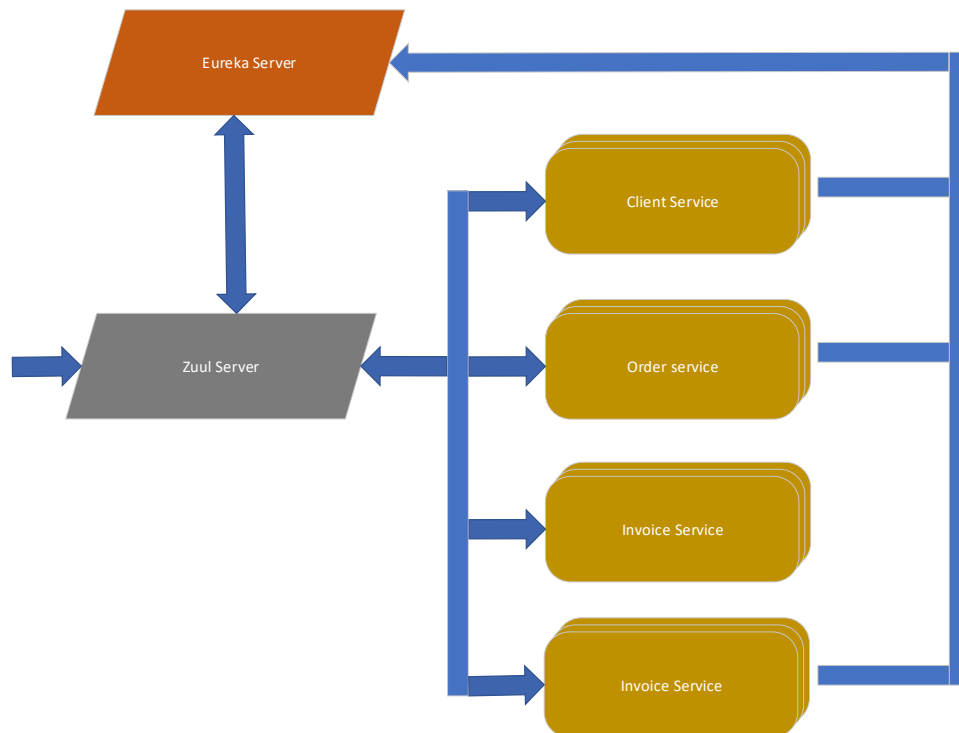 Eureka Server
Client Service
Zuul Server
Order service
Invoice Service
Invoice Service